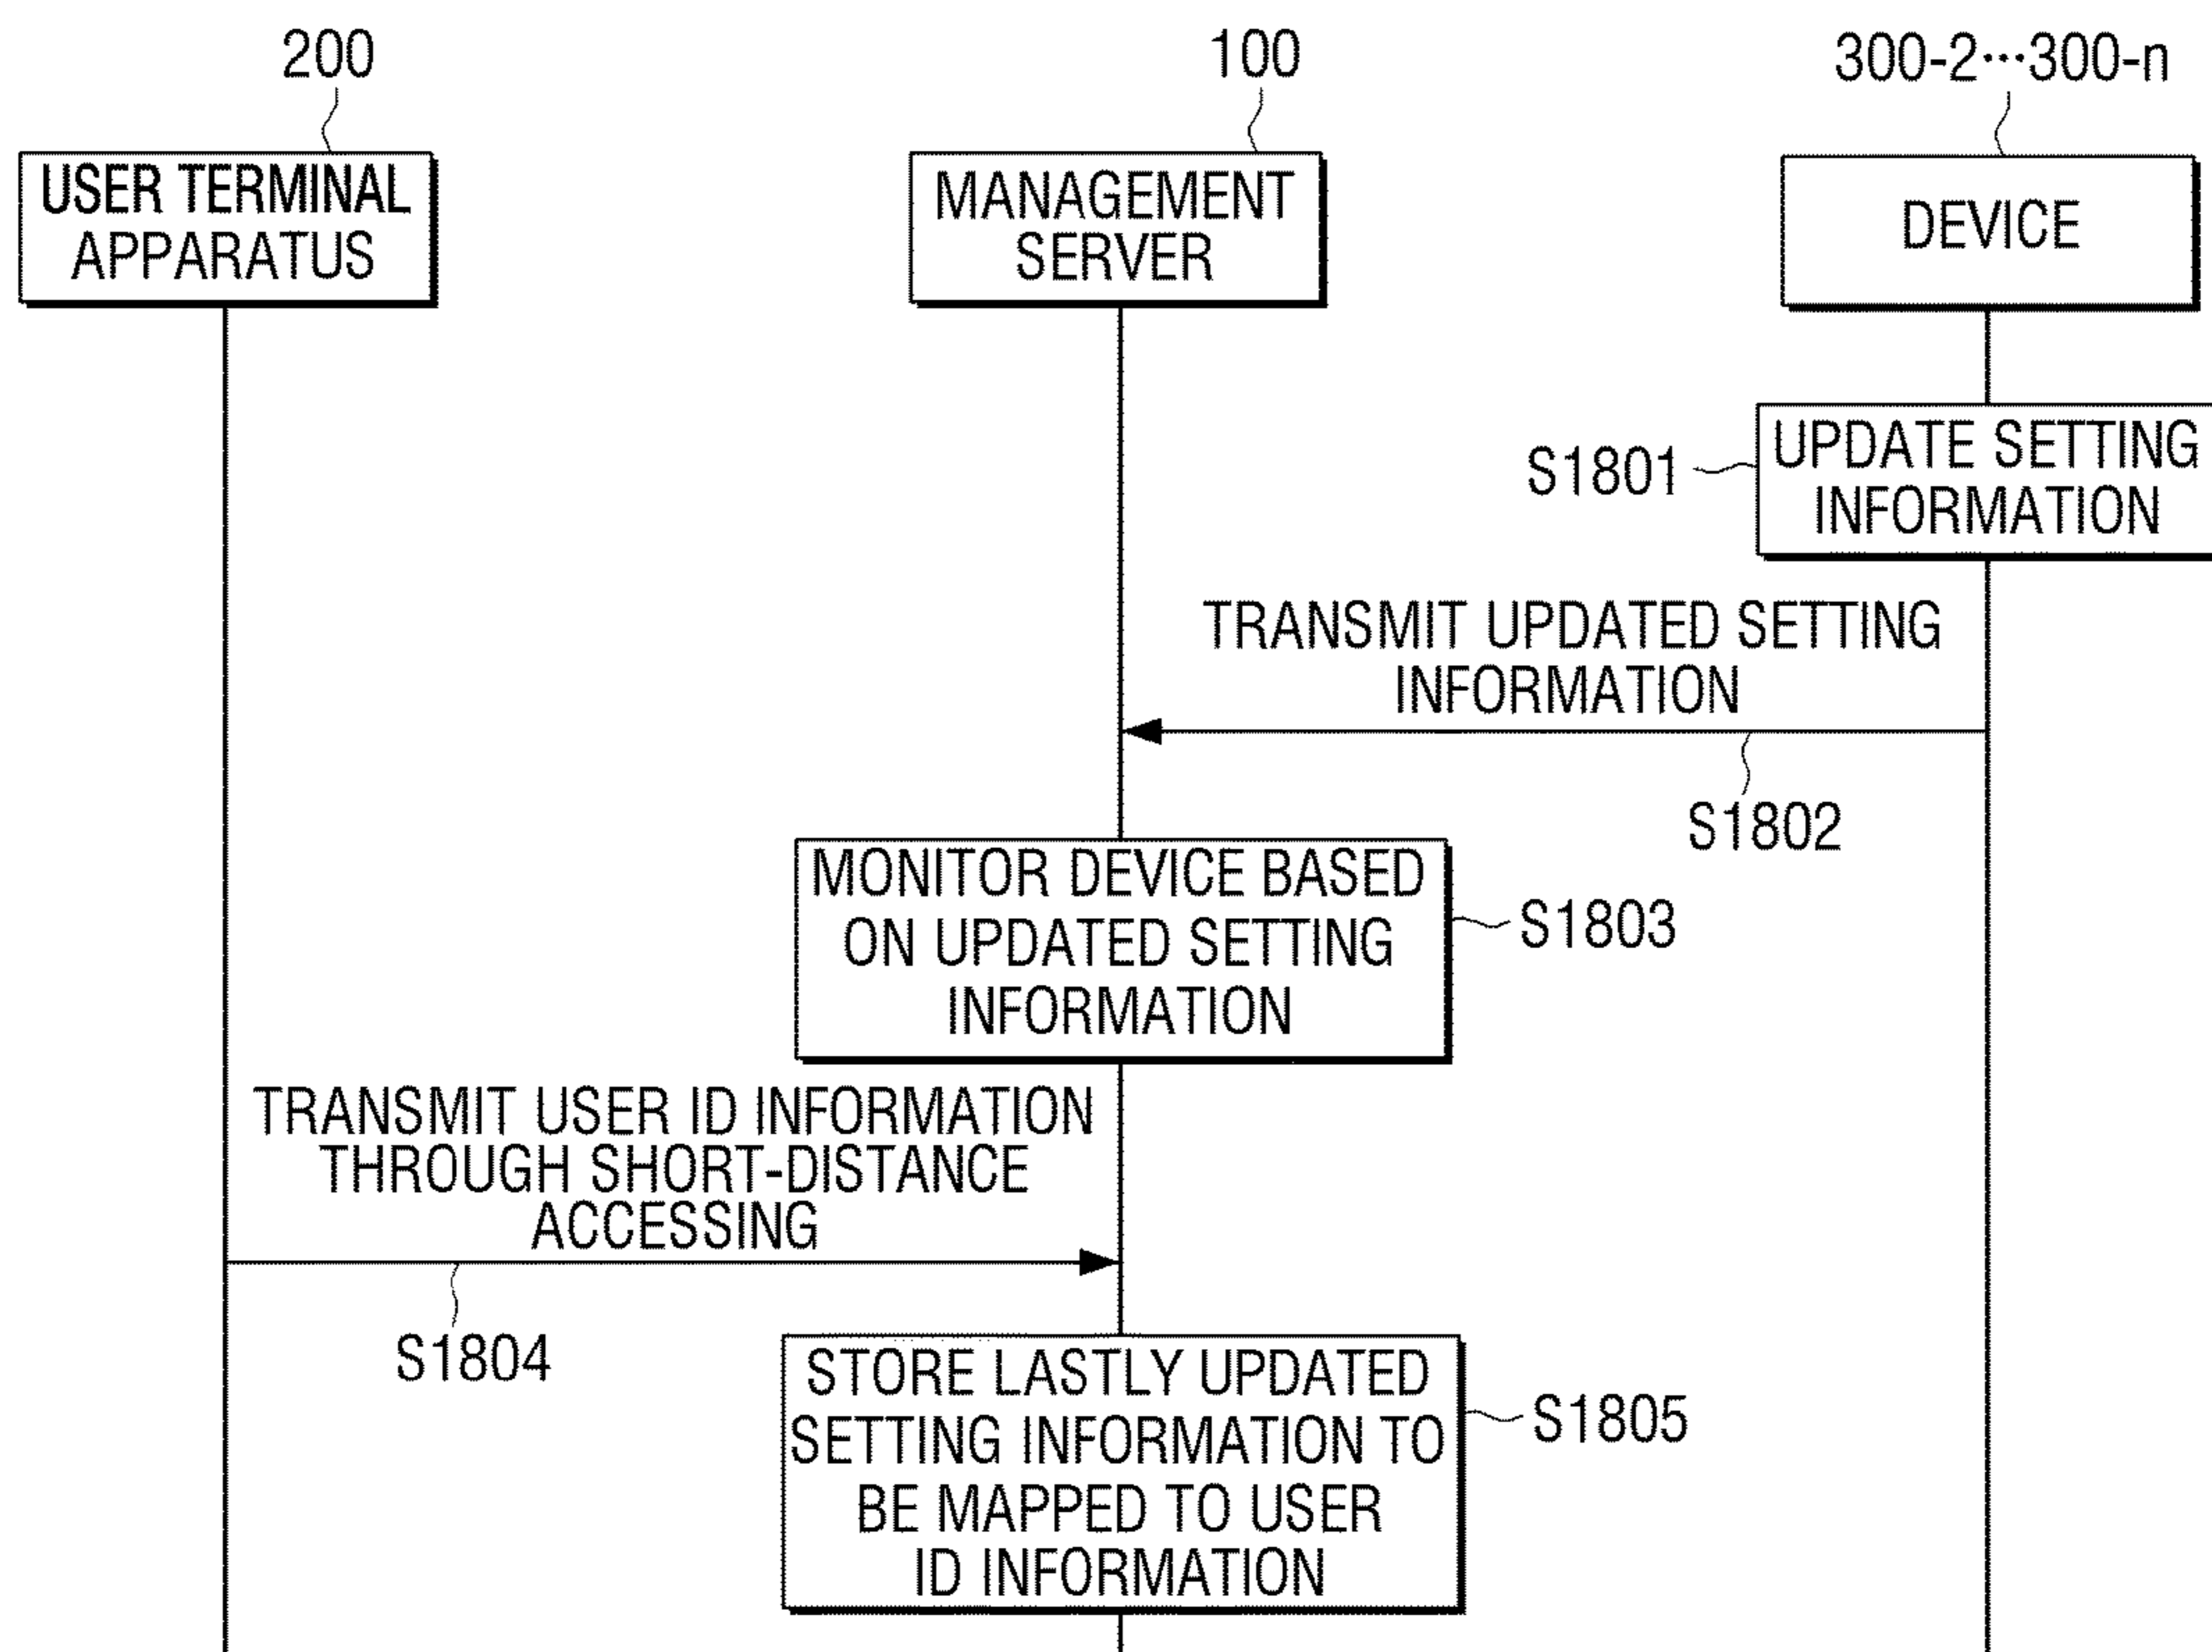 200
100
300-2···300-n
USER TERMINAL
APPARATUS
MANAGEMENT
SERVER
DEVICE
S1801
UPDATE SETTING
INFORMATION
TRANSMIT UPDATED SETTING
INFORMATION
S1802
MONITOR DEVICE BASED
ON UPDATED SETTING
INFORMATION
S1803
TRANSMIT USER ID INFORMATION
THROUGH SHORT-DISTANCE
ACCESSING
S1804
STORE LASTLY UPDATED
SETTING INFORMATION TO
BE MAPPED TO USER
ID INFORMATION
S1805